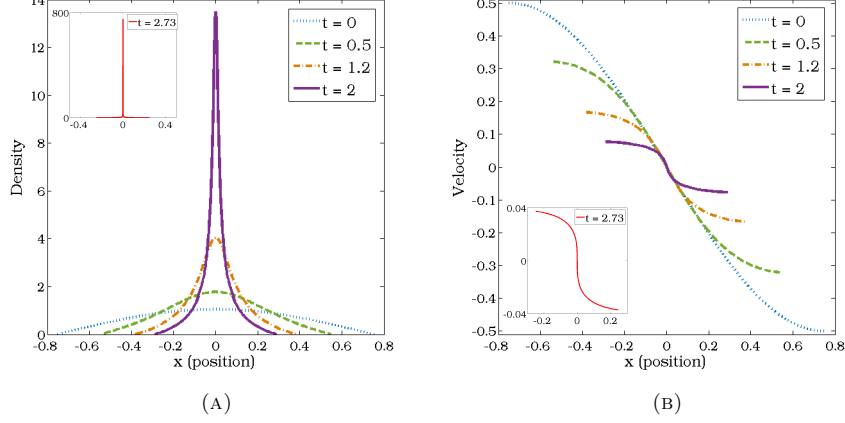 14
12
10
8
6
4
2
0
Density
800
0
-0.4 0 0.4
t = 2.73
t = 0
t = 0.5
t = 1.2
t = 2
-0.8 -0.6 -0.4 -0.2 0 0.2 0.4 0.6 0.8
x (position)
(A)
0.5
0.4
0.3
0.2
0.1
0
-0.1
-0.2
-0.3
-0.4
-0.5
Velocity
t = 0
t = 0.5
t = 1.2
t = 2
0.04
0
-0.04
-0.2 0 0.2
t = 2.73
-0.8 -0.6 -0.4 -0.2 0 0.2 0.4 0.6 0.8
x (position)
(B)